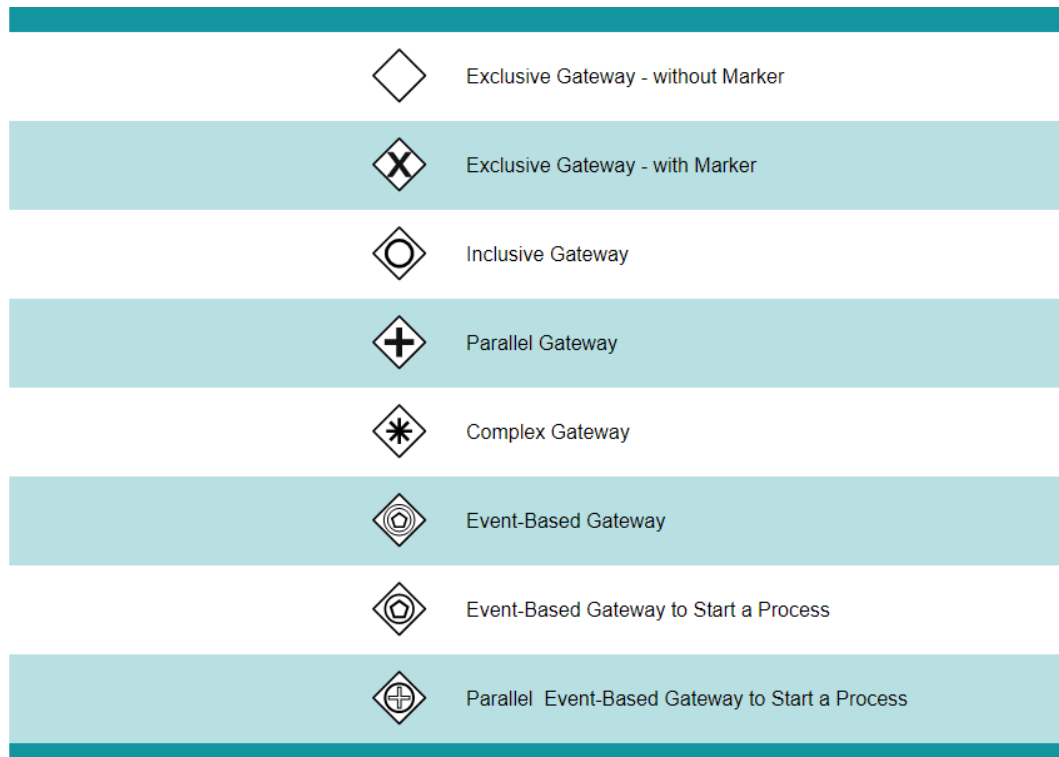 Exclusive Gateway - without Marker
Exclusive Gateway - with Marker
Inclusive Gateway
Parallel Gateway
Complex Gateway
Event-Based Gateway
Event-Based Gateway to Start a Process
Parallel  Event-Based Gateway to Start a Process